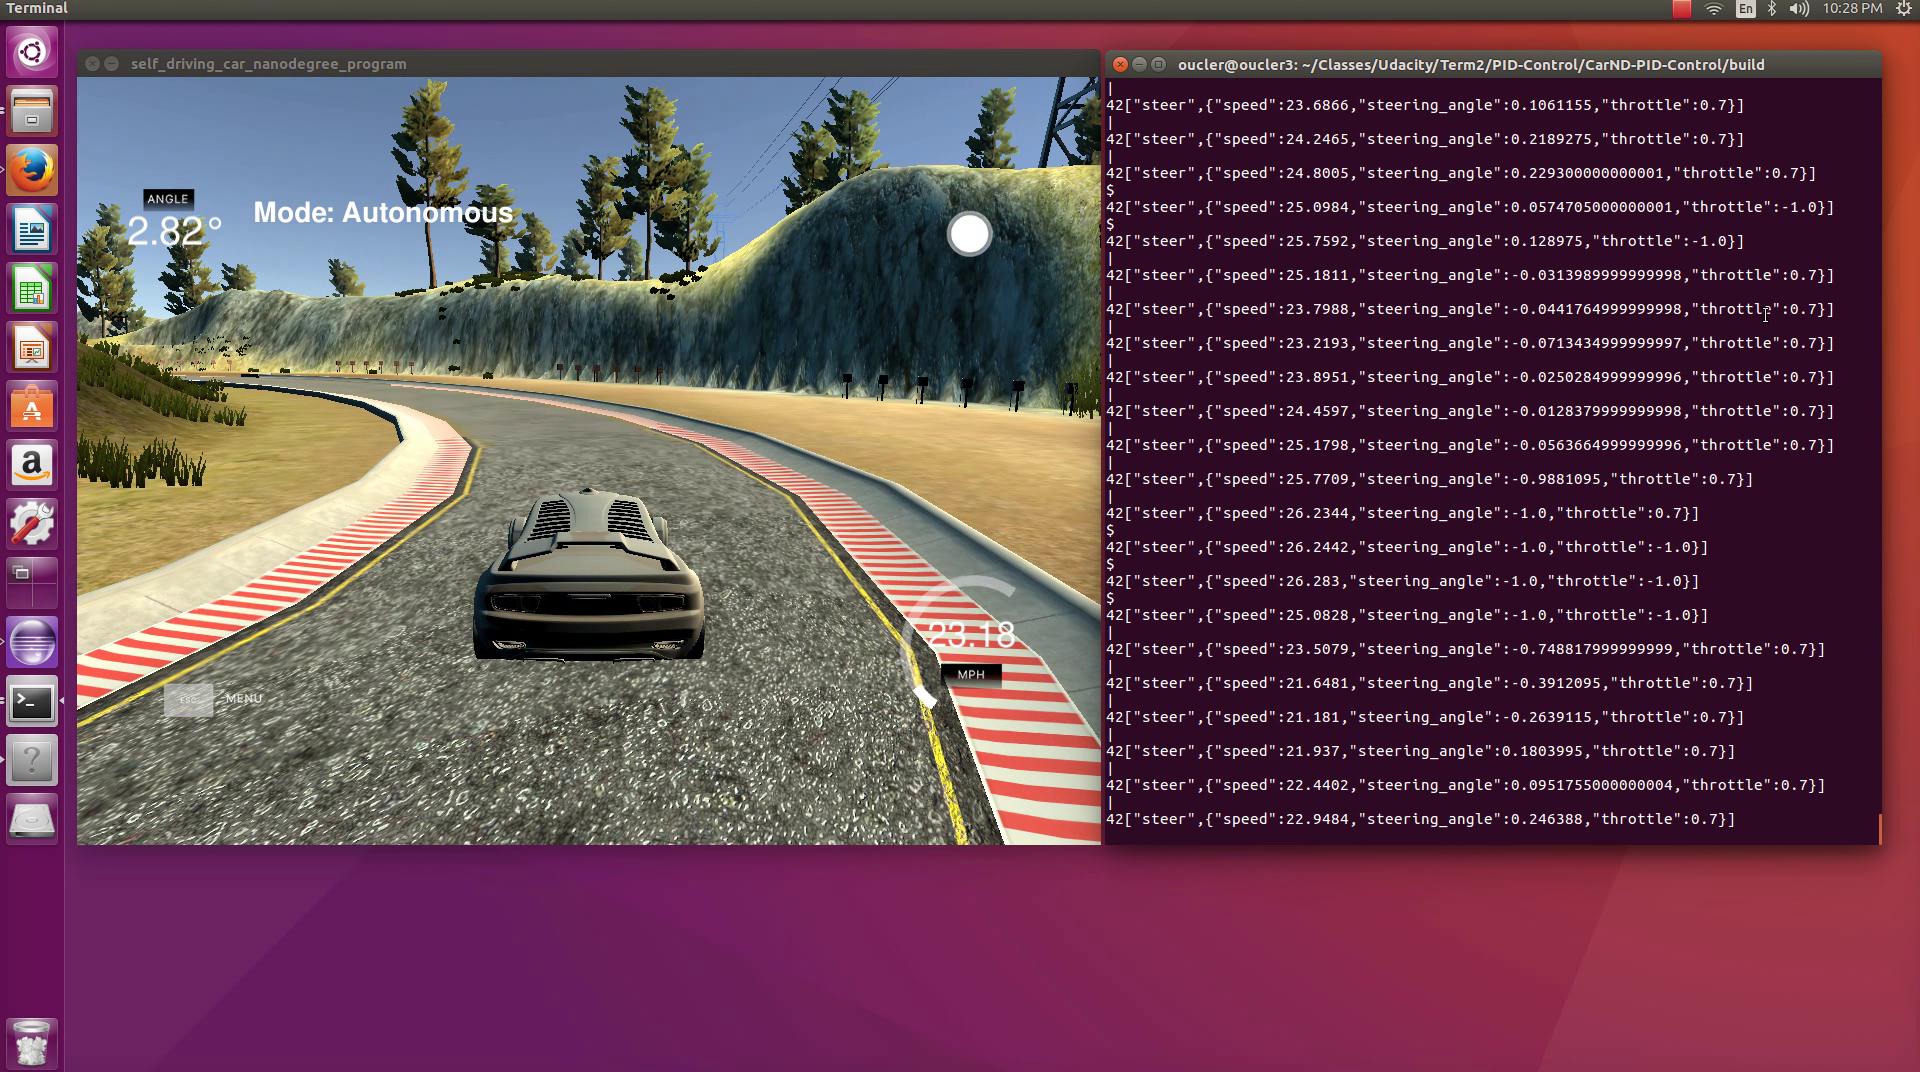 Terminal
En
10:28 PM
self_driving_car_nanodegree_program
ANGLE
2.82°
Mode: Autonomous
23.18
MPH
ESC
MENU
oucler@oucler3: ~/Classes/Udacity/Term2/PID-Control/CarND-PID-Control/build
|
42["steer",{"speed":23.6866,"steering_angle":0.1061155,"throttle":0.7}]
|
42["steer",{"speed":24.2465,"steering_angle":0.2189275,"throttle":0.7}]
|
42["steer",{"speed":24.8005,"steering_angle":0.229300000000001,"throttle":0.7}]
$
42["steer",{"speed":25.0984,"steering_angle":0.0574705000000001,"throttle":-1.0}]
$
42["steer",{"speed":25.7592,"steering_angle":0.128975,"throttle":-1.0}]
|
42["steer",{"speed":25.1811,"steering_angle":-0.0313989999999998,"throttle":0.7}]
|
42["steer",{"speed":23.7988,"steering_angle":-0.0441764999999998,"throttle":0.7}]
|
42["steer",{"speed":23.2193,"steering_angle":-0.0713434999999997,"throttle":0.7}]
|
42["steer",{"speed":23.8951,"steering_angle":-0.0250284999999996,"throttle":0.7}]
|
42["steer",{"speed":24.4597,"steering_angle":-0.0128379999999998,"throttle":0.7}]
|
42["steer",{"speed":25.1798,"steering_angle":-0.0563664999999996,"throttle":0.7}]
|
42["steer",{"speed":25.7709,"steering_angle":-0.9881095,"throttle":0.7}]
|
42["steer",{"speed":26.2344,"steering_angle":-1.0,"throttle":0.7}]
$
42["steer",{"speed":26.2442,"steering_angle":-1.0,"throttle":-1.0}]
$
42["steer",{"speed":26.283,"steering_angle":-1.0,"throttle":-1.0}]
$
42["steer",{"speed":25.0828,"steering_angle":-1.0,"throttle":-1.0}]
|
42["steer",{"speed":23.5079,"steering_angle":-0.748817999999999,"throttle":0.7}]
|
42["steer",{"speed":21.6481,"steering_angle":-0.3912095,"throttle":0.7}]
|
42["steer",{"speed":21.181,"steering_angle":-0.2639115,"throttle":0.7}]
|
42["steer",{"speed":21.937,"steering_angle":0.1803995,"throttle":0.7}]
|
42["steer",{"speed":22.4402,"steering_angle":0.0951755000000004,"throttle":0.7}]
|
42["steer",{"speed":22.9484,"steering_angle":0.246388,"throttle":0.7}]